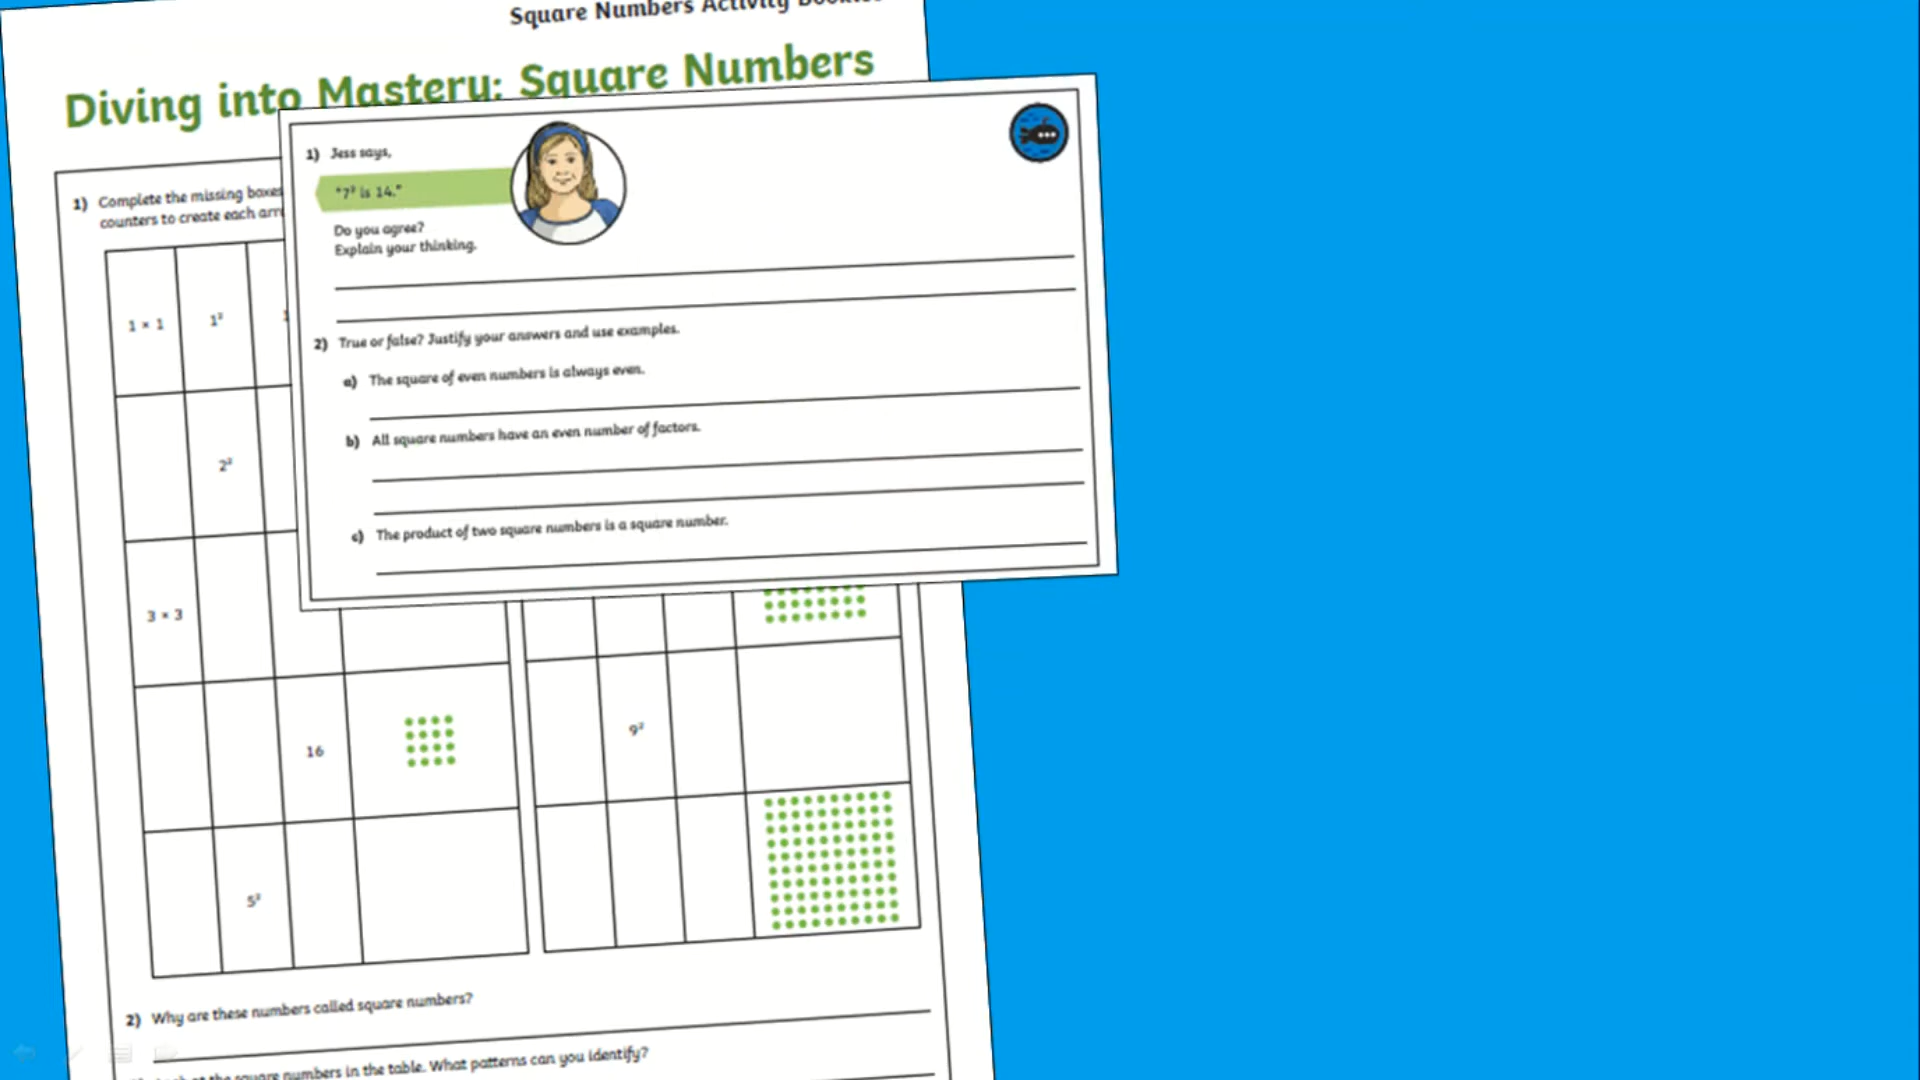 Square Numbers Activity
Diving into Mastery: Square Numbers
1) Jess says,
"7² is 14."
Do you agree?
Explain your thinking.
2) True or false? Justify your answers and use examples.
a) The square of even numbers is always even.
b) All square numbers have an even number of factors.
c) The product of two square numbers is a square number.
1) Complete the missing boxes
counters to create each
1 × 1 1²
2²
3 × 3
16
5²
9²
2) Why are these numbers called square numbers?
square numbers in the table. What patterns can you identify?